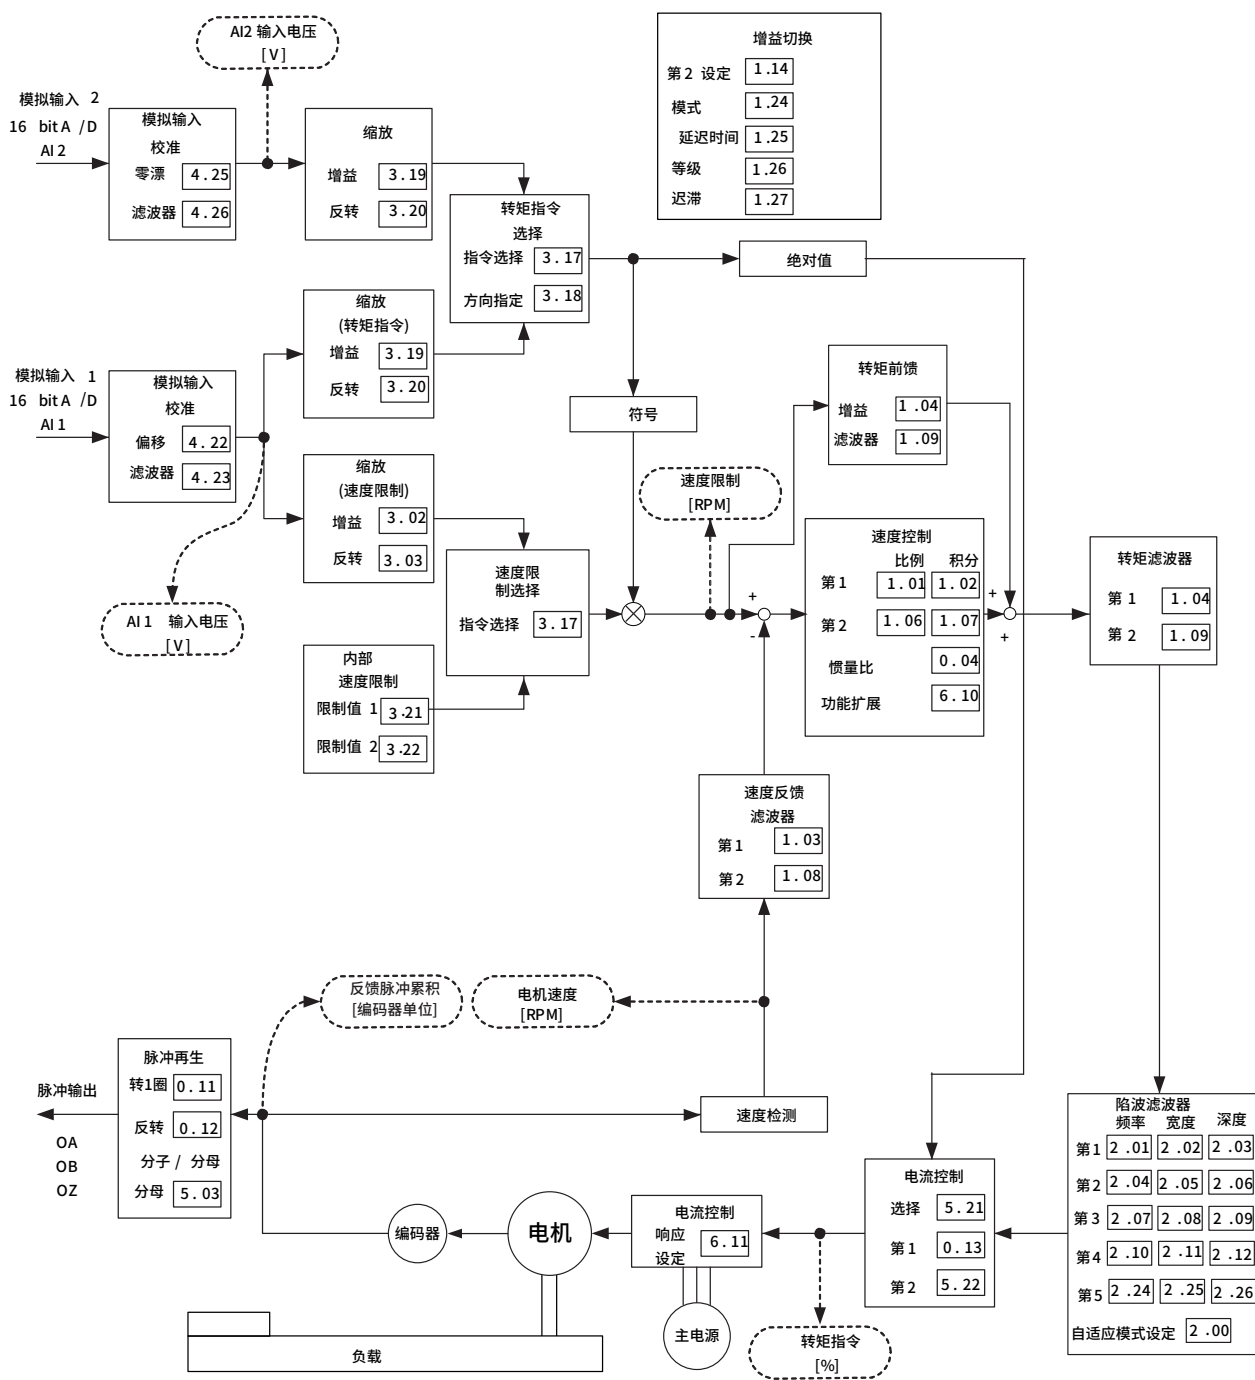 AI2 输入电压
[V]
增益切换
第2 设定 1.14
模式 1.24
延迟时间 1.25
等级 1.26
迟滞 1.27
模拟输入 2
16 bit A /D
AI 2
模拟输入
校准
零漂 4.25
滤波器 4.26
缩放
增益 3.19
反转 3.20
转矩指令
选择
指令选择 3.17
方向指定 3.18
绝对值
缩放
(转矩指令)
增益 3.19
反转 3.20
模拟输入 1
16 bit A /D
AI 1
模拟输入
校准
偏移 4.22
滤波器 4.23
符号
转矩前馈
增益 1.04
滤波器 1.09
缩放
(速度限制)
增益 3.02
反转 3.03
速度限制
[RPM]
速度控制
比例 积分
第1 1.01 1.02
第2 1.06 1.07
惯量比 0.04
功能扩展 6.10
转矩滤波器
第 1 1.04
第 2 1.09
速度限
制选择
指令选择 3.17
+
-
+
+
AI 1 输入电压
[V]
内部
速度限制
限制值 1 3.21
限制值 2 3.22
速度反馈
滤波器
第1 1.03
第2 1.08
反馈脉冲累积
[编码器单位]
电机速度
[RPM]
脉冲输出
OA
OB
OZ
脉冲再生
转1圈 0.11
反转 0.12
分子 / 分母
分母 5.03
速度检测
陷波滤波器
频率 宽度 深度
第1 2.01 2.02 2.03
第2 2.04 2.05 2.06
第3 2.07 2.08 2.09
第4 2.10 2.11 2.12
第5 2.24 2.25 2.26
自适应模式设定 2.00
电流控制
选择 5.21
第1 0.13
第2 5.22
电流控制
响应
设定 6.11
编码器
电机
主电源
转矩指令
[%]
负载